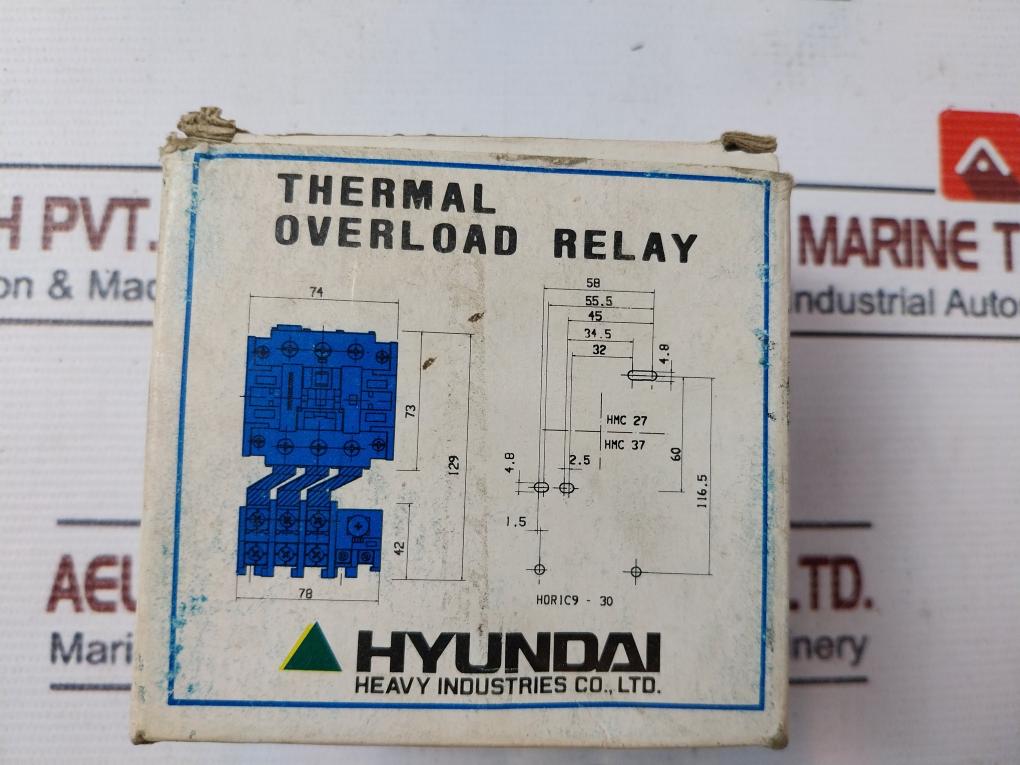 H PVT.
on & Mac
MARINE T
ndustrial Auto
THERMAL
OVERLOAD RELAY
74
73
129
42
78
58
55.5
45
34.5
32
4.8
HMC 27
HMC 37
2.5
4.8
60
116.5
1.5
HORIC9 - 30
HYUNDAI
HEAVY INDUSTRIES CO., LTD.
AEL
Mari
LTD.
nery